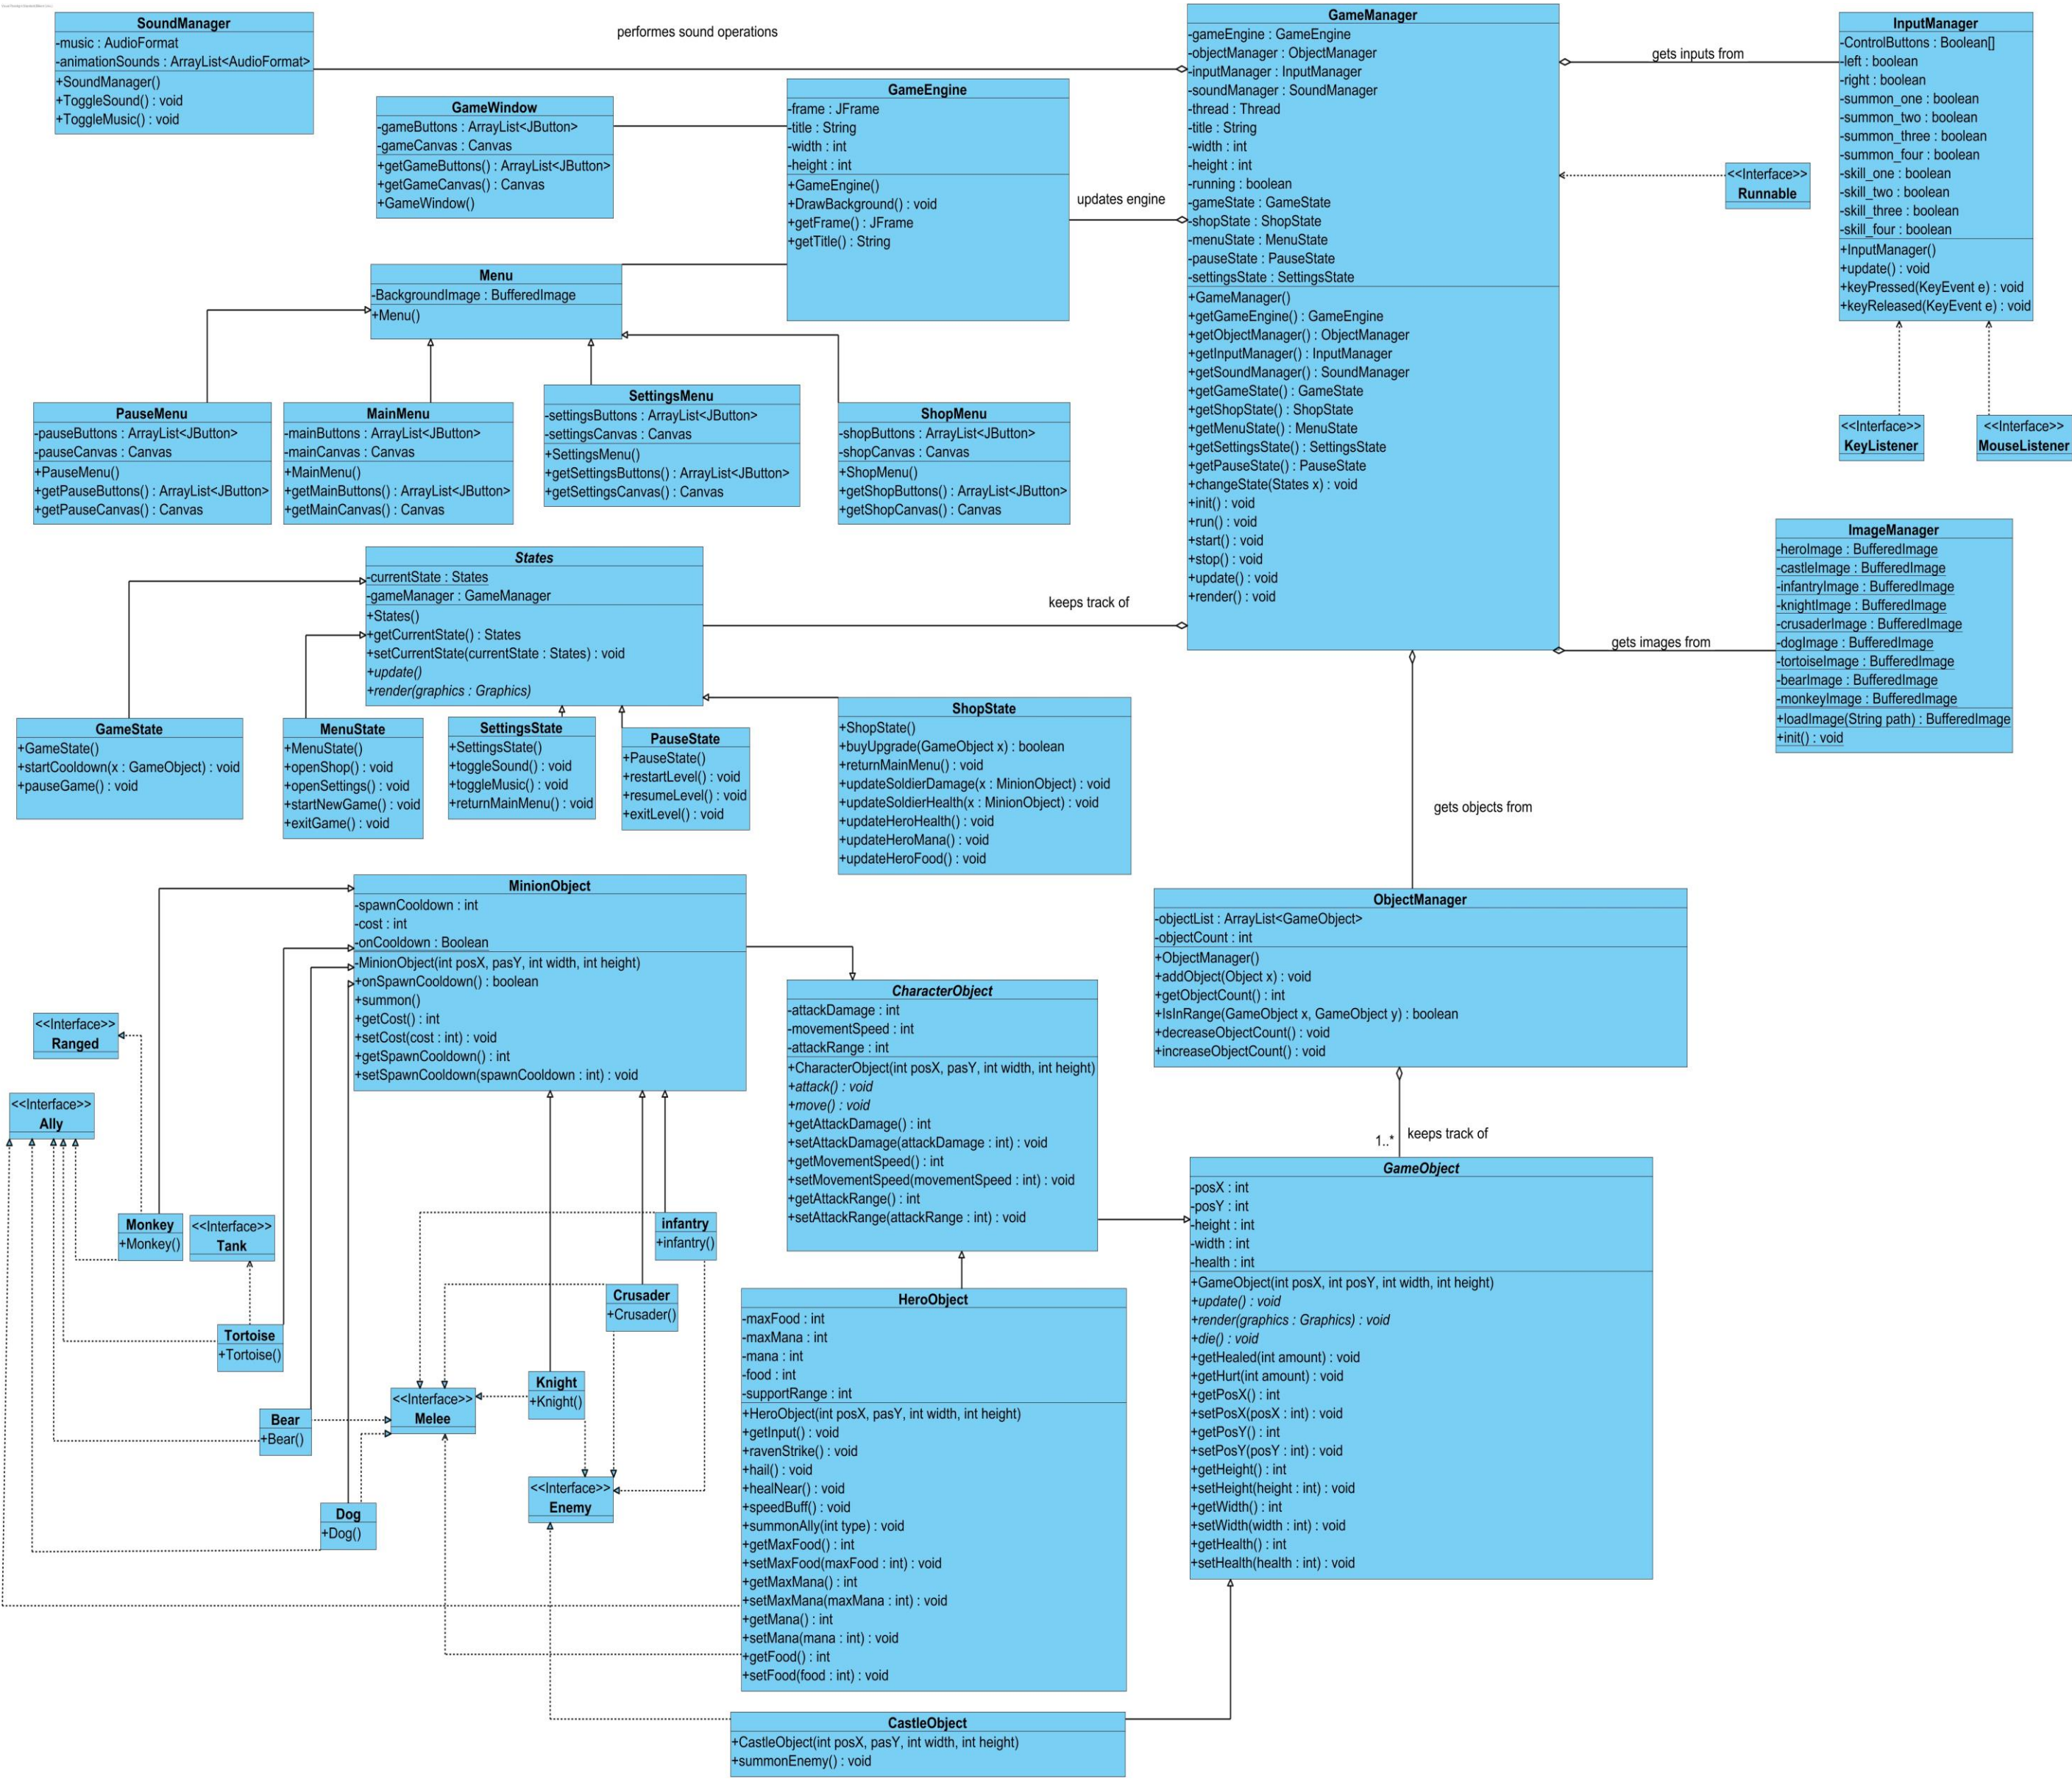 SoundManager
-music : AudioFormat
-animationSounds : ArrayList<AudioFormat>
+SoundManager()
+ToggleSound() : void
+ToggleMusic() : void
performes sound operations
GameWindow
-gameButtons : ArrayList<JButton>
-gameCanvas : Canvas
+getGameButtons() : ArrayList<JButton>
+getGameCanvas() : Canvas
+GameWindow()
GameEngine
-frame : JFrame
-title : String
-width : int
-height : int
+GameEngine()
+DrawBackground() : void
+getFrame() : JFrame
+getTitle() : String
updates engine
GameManager
-gameEngine : GameEngine
-objectManager : ObjectManager
-inputManager : InputManager
-soundManager : SoundManager
-thread : Thread
-title : String
-width : int
-height : int
-running : boolean
-gameState : GameState
-shopState : ShopState
-menuState : MenuState
-pauseState : PauseState
-settingsState : SettingsState
+GameManager()
+getGameEngine() : GameEngine
+getObjectManager() : ObjectManager
+getInputManager() : InputManager
+getSoundManager() : SoundManager
+getGameState() : GameState
+getShopState() : ShopState
+getMenuState() : MenuState
+getSettingsState() : SettingsState
+getPauseState() : PauseState
+changeState(States x) : void
+init() : void
+run() : void
+start() : void
+stop() : void
+update() : void
+render() : void
gets inputs from
<<Interface>>
Runnable
InputManager
-ControlButtons : Boolean[]
-left : boolean
-right : boolean
-summon_one : boolean
-summon_two : boolean
-summon_three : boolean
-summon_four : boolean
-skill_one : boolean
-skill_two : boolean
-skill_three : boolean
-skill_four : boolean
+InputManager()
+update() : void
+keyPressed(KeyEvent e) : void
+keyReleased(KeyEvent e) : void
<<Interface>>
KeyListener
<<Interface>>
MouseListener
Menu
-BackgroundImage : BufferedImage
+Menu()
PauseMenu
-pauseButtons : ArrayList<JButton>
-pauseCanvas : Canvas
+PauseMenu()
+getPauseButtons() : ArrayList<JButton>
+getPauseCanvas() : Canvas
MainMenu
-mainButtons : ArrayList<JButton>
-mainCanvas : Canvas
+MainMenu()
+getMainButtons() : ArrayList<JButton>
+getMainCanvas() : Canvas
SettingsMenu
-settingsButtons : ArrayList<JButton>
-settingsCanvas : Canvas
+SettingsMenu()
+getSettingsButtons() : ArrayList<JButton>
+getSettingsCanvas() : Canvas
ShopMenu
-shopButtons : ArrayList<JButton>
-shopCanvas : Canvas
+ShopMenu()
+getShopButtons() : ArrayList<JButton>
+getShopCanvas() : Canvas
ImageManager
-heroImage : BufferedImage
-castleImage : BufferedImage
-infantryImage : BufferedImage
-knightImage : BufferedImage
-crusaderImage : BufferedImage
-dogImage : BufferedImage
-tortoiseImage : BufferedImage
-bearImage : BufferedImage
-monkeyImage : BufferedImage
+loadImage(String path) : BufferedImage
+init() : void
gets images from
States
-currentState : States
-gameManager : GameManager
+States()
+getCurrentState() : States
+setCurrentState(currentState : States) : void
+update()
+render(graphics : Graphics)
keeps track of
GameState
+GameState()
+startCooldown(x : GameObject) : void
+pauseGame() : void
MenuState
+MenuState()
+openShop() : void
+openSettings() : void
+startNewGame() : void
+exitGame() : void
SettingsState
+SettingsState()
+toggleSound() : void
+toggleMusic() : void
+returnMainMenu() : void
PauseState
+PauseState()
+restartLevel() : void
+resumeLevel() : void
+exitLevel() : void
ShopState
+ShopState()
+buyUpgrade(GameObject x) : boolean
+returnMainMenu() : void
+updateSoldierDamage(x : MinionObject) : void
+updateSoldierHealth(x : MinionObject) : void
+updateHeroHealth() : void
+updateHeroMana() : void
+updateHeroFood() : void
gets objects from
MinionObject
-spawnCooldown : int
-cost : int
-onCooldown : Boolean
-MinionObject(int posX, pasY, int width, int height)
+onSpawnCooldown() : boolean
+summon()
+getCost() : int
+setCost(cost : int) : void
+getSpawnCooldown() : int
+setSpawnCooldown(spawnCooldown : int) : void
ObjectManager
-objectList : ArrayList<GameObject>
-objectCount : int
+ObjectManager()
+addObject(Object x) : void
+getObjectCount() : int
+IsInRange(GameObject x, GameObject y) : boolean
+decreaseObjectCount() : void
+increaseObjectCount() : void
CharacterObject
-attackDamage : int
-movementSpeed : int
-attackRange : int
+CharacterObject(int posX, pasY, int width, int height)
+attack() : void
+move() : void
+getAttackDamage() : int
+setAttackDamage(attackDamage : int) : void
+getMovementSpeed() : int
+setMovementSpeed(movementSpeed : int) : void
+getAttackRange() : int
+setAttackRange(attackRange : int) : void
<<Interface>>
Ranged
<<Interface>>
Ally
1..*
keeps track of
GameObject
-posX : int
-posY : int
-height : int
-width : int
-health : int
+GameObject(int posX, int posY, int width, int height)
+update() : void
+render(graphics : Graphics) : void
+die() : void
+getHealed(int amount) : void
+getHurt(int amount) : void
+getPosX() : int
+setPosX(posX : int) : void
+getPosY() : int
+setPosY(posY : int) : void
+getHeight() : int
+setHeight(height : int) : void
+getWidth() : int
+setWidth(width : int) : void
+getHealth() : int
+setHealth(health : int) : void
Monkey
+Monkey()
<<Interface>>
Tank
infantry
+infantry()
Crusader
+Crusader()
Tortoise
+Tortoise()
Knight
+Knight()
<<Interface>>
Melee
Bear
+Bear()
<<Interface>>
Enemy
Dog
+Dog()
HeroObject
-maxFood : int
-maxMana : int
-mana : int
-food : int
-supportRange : int
+HeroObject(int posX, pasY, int width, int height)
+getInput() : void
+ravenStrike() : void
+hail() : void
+healNear() : void
+speedBuff() : void
+summonAlly(int type) : void
+getMaxFood() : int
+setMaxFood(maxFood : int) : void
+getMaxMana() : int
+setMaxMana(maxMana : int) : void
+getMana() : int
+setMana(mana : int) : void
+getFood() : int
+setFood(food : int) : void
CastleObject
+CastleObject(int posX, pasY, int width, int height)
+summonEnemy() : void